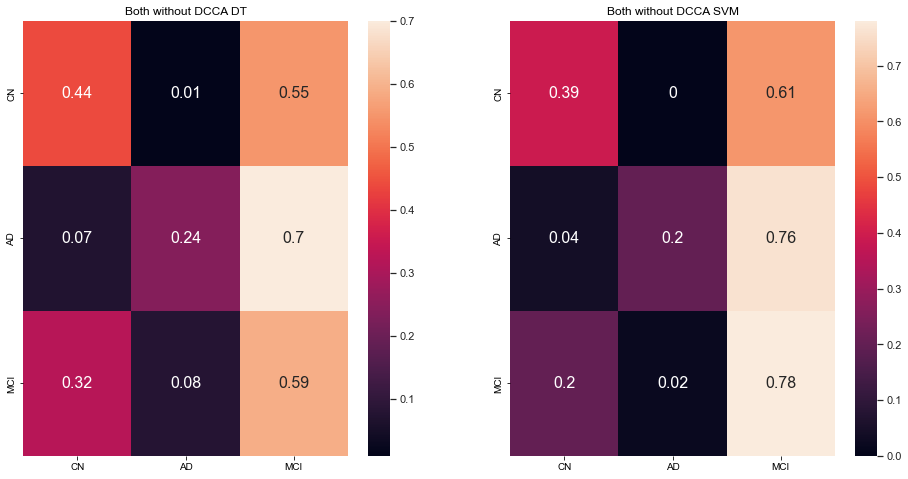 Both without DCCA DT
CN
0.44
0.01
0.55
AD
0.07
0.24
0.7
MCI
0.32
0.08
0.59
CN
AD
MCI
0.7
0.6
0.5
0.4
0.3
0.2
0.1
Both without DCCA SVM
CN
0.39
0
0.61
AD
0.04
0.2
0.76
MCI
0.2
0.02
0.78
CN
AD
MCI
0.7
0.6
0.5
0.4
0.3
0.2
0.1
0.0